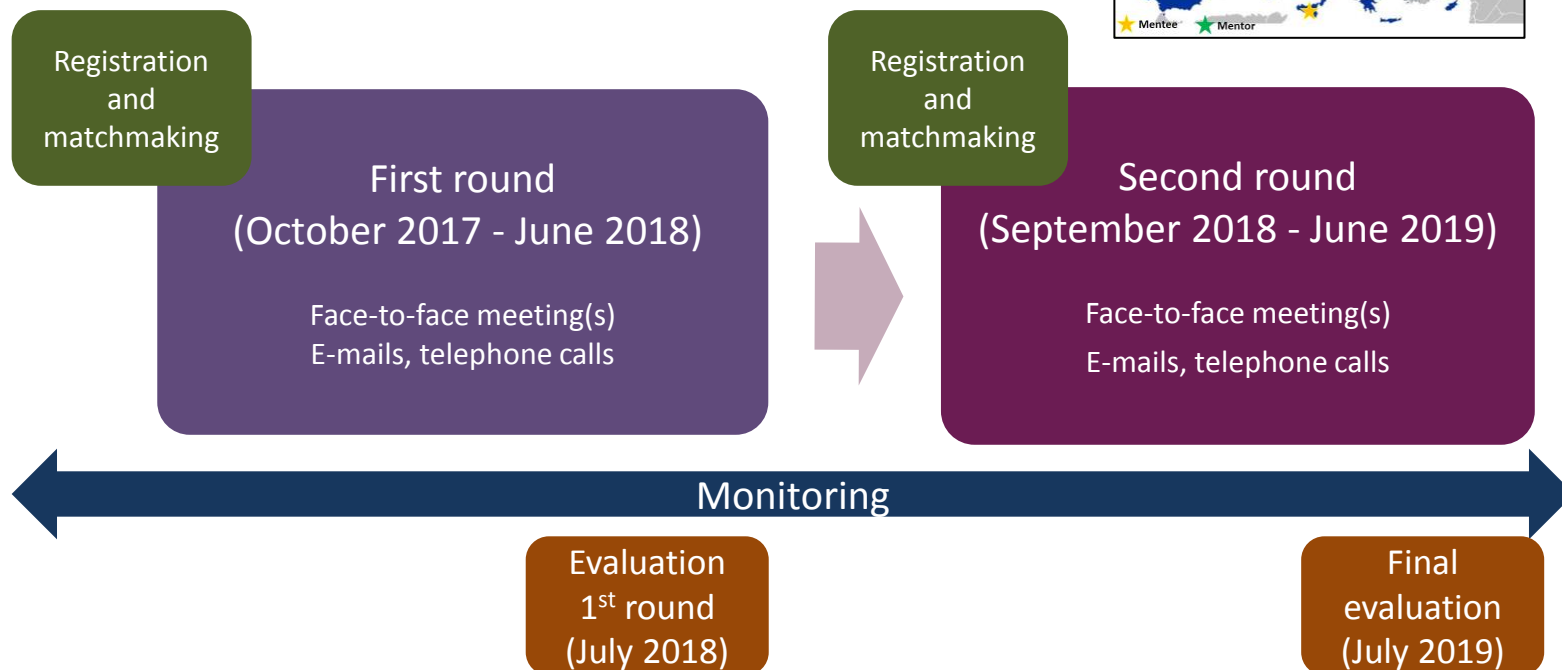 Mentee
Mentor
Registration
and
matchmaking
First round
(October 2017 - June 2018)
Face-to-face meeting(s)
E-mails, telephone calls
Registration
and
matchmaking
Second round
(September 2018 - June 2019)
Face-to-face meeting(s)
E-mails, telephone calls
Monitoring
Evaluation
1st round
(July 2018)
Final
evaluation
(July 2019)